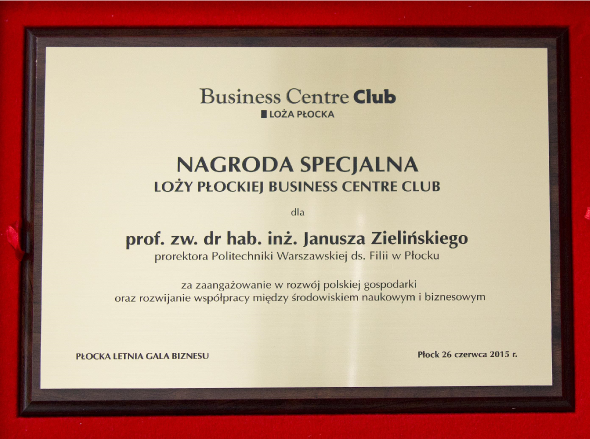 Business Centre Club
LOŻA PŁOCKA
NAGRODA SPECJALNA
LOŻY PŁOCKIEJ BUSINESS CENTRE CLUB
dla
prof. zw. dr hab. inż. Janusza Zielińskiego
prorektora Politechniki Warszawskiej ds. Filii w Płocku
za zaangażowanie w rozwój polskiej gospodarki
oraz rozwijanie współpracy między środowiskiem naukowym i biznesowym
PŁOCKA LETNIA GALA BIZNESU
Płock 26 czerwca 2015 r.